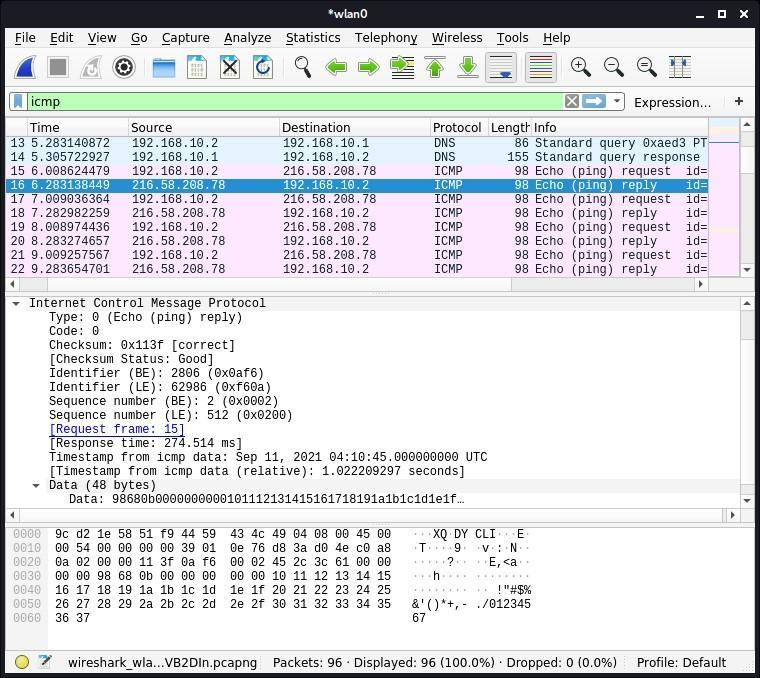 *wlan0
File Edit View Go Capture Analyze Statistics Telephony Wireless Tools Help
icmp Expression… +
Time Source Destination Protocol Length Info
13 5.283140872 192.168.10.2 192.168.10.1 DNS 86 Standard query 0xaed3 PT
14 5.305722927 192.168.10.1 192.168.10.2 DNS 155 Standard query response
15 6.008624479 192.168.10.2 216.58.208.78 ICMP 98 Echo (ping) request id=
16 6.283138449 216.58.208.78 192.168.10.2 ICMP 98 Echo (ping) reply id=
17 7.009036364 192.168.10.2 216.58.208.78 ICMP 98 Echo (ping) request id=
18 7.282982259 216.58.208.78 192.168.10.2 ICMP 98 Echo (ping) reply id=
19 8.008974436 192.168.10.2 216.58.208.78 ICMP 98 Echo (ping) request id=
20 8.283274657 216.58.208.78 192.168.10.2 ICMP 98 Echo (ping) reply id=
21 9.009257567 192.168.10.2 216.58.208.78 ICMP 98 Echo (ping) request id=
22 9.283654701 216.58.208.78 192.168.10.2 ICMP 98 Echo (ping) reply id=
Internet Control Message Protocol
Type: 0 (Echo (ping) reply)
Code: 0
Checksum: 0x113f [correct]
[Checksum Status: Good]
Identifier (BE): 2806 (0x0af6)
Identifier (LE): 62986 (0xf60a)
Sequence number (BE): 2 (0x0002)
Sequence number (LE): 512 (0x0200)
[Request frame: 15]
[Response time: 274.514 ms]
Timestamp from icmp data: Sep 11, 2021 04:10:45.000000000 UTC
[Timestamp from icmp data (relative): 1.022209297 seconds]
Data (48 bytes)
Data: 98680b0000000000101112131415161718191a1b1c1d1e1f…
0000 9c d2 1e 58 51 f9 44 59 43 4c 49 04 08 00 45 00 ···XQ·DY CLI···E·
0010 00 54 00 00 00 00 39 01 0e 76 d8 3a d0 4e c0 a8 ·T····9· ·v·:·N··
0020 0a 02 00 00 11 3f 0a f6 00 02 45 2c 3c 61 00 00 ·····?·· ··E,<a··
0030 00 00 98 68 0b 00 00 00 00 00 10 11 12 13 14 15 ···h···· ········
0040 16 17 18 19 1a 1b 1c 1d 1e 1f 20 21 22 23 24 25 ········ ·· !"#$%
0050 26 27 28 29 2a 2b 2c 2d 2e 2f 30 31 32 33 34 35 &'()*+,- ./012345
0060 36 37 67
wireshark_wla…VB2DIn.pcapng Packets: 96 · Displayed: 96 (100.0%) · Dropped: 0 (0.0%) Profile: Default